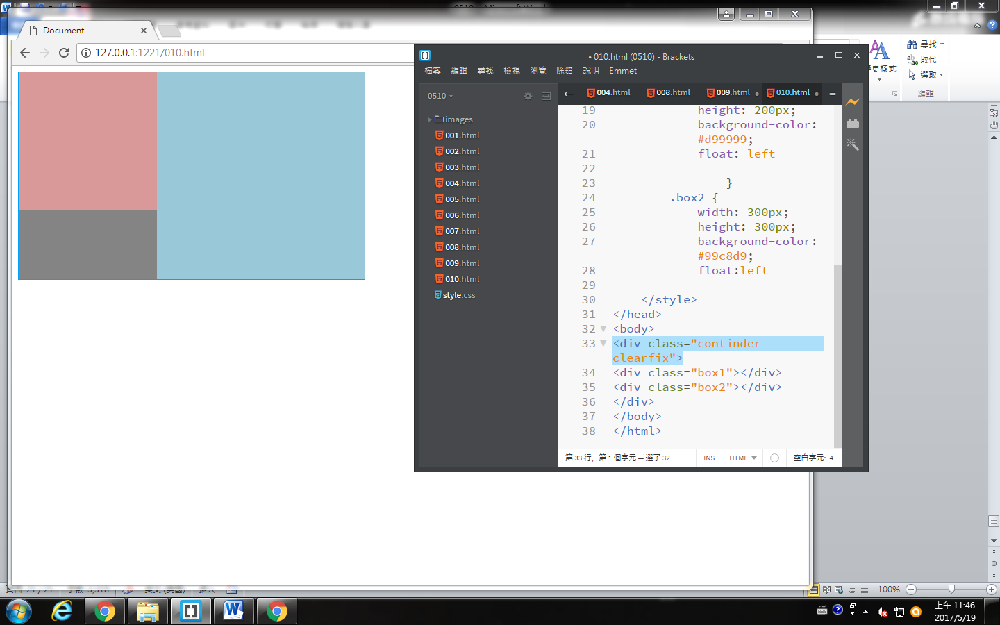 Document
127.0.0.1:1221/010.html
• 010.html (0510) - Brackets
檔案 編輯 尋找 檢視 瀏覽 除錯 說明 Emmet
0510
images
001.html
002.html
003.html
004.html
005.html
006.html
007.html
008.html
009.html
010.html
style.css
004.html 008.html 009.html 010.html
19 height: 200px;
20 background-color:
#d99999;
21 float: left
22
23 }
24 .box2 {
25 width: 300px;
26 height: 300px;
27 background-color:
#99c8d9;
28 float:left
29
30 </style>
31 </head>
32 <body>
33 <div class="continder
clearfix">
34 <div class="box1"></div>
35 <div class="box2"></div>
36 </div>
37 </body>
38 </html>
第 33 行，第 1 個字元 — 選了 32
INS HTML 空白字元: 4
尋找
取代
選取
編輯
更樣式
100%
上午 11:46
2017/5/19